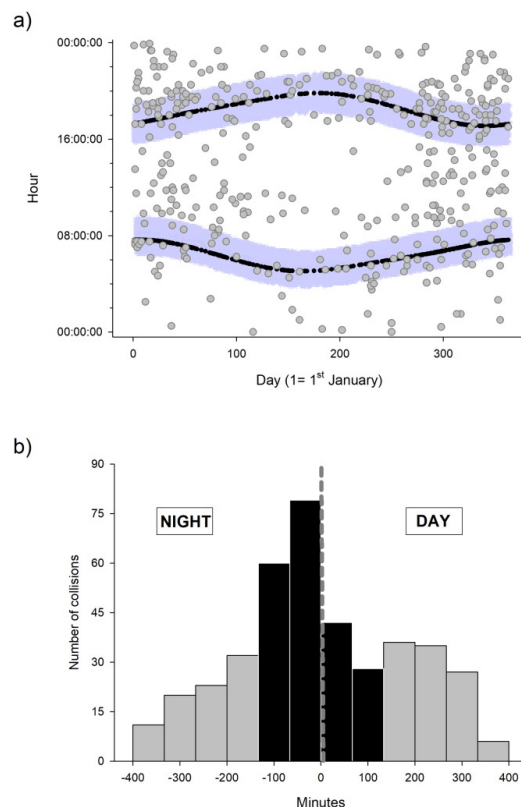 a)
00:00:00
16:00:00
08:00:00
00:00:00
Hour
0 100 200 300
Day (1= 1st January)
b)
90
75
60
45
30
15
0
Number of collisions
NIGHT DAY
-400 -300 -200 -100 0 100 200 300 400
Minutes